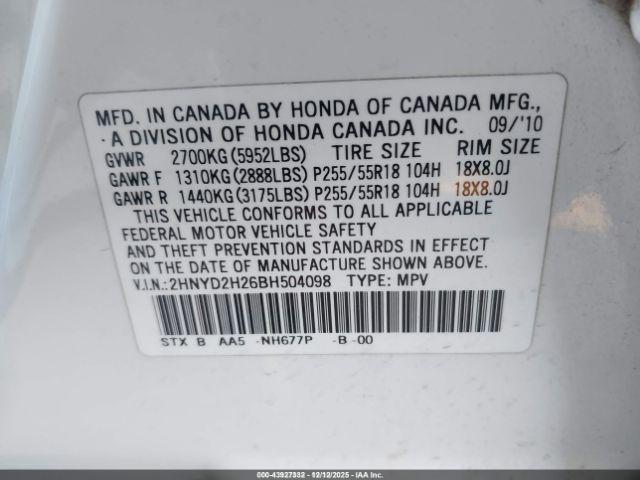 MFD. IN CANADA BY HONDA OF CANADA MFG.,
A DIVISION OF HONDA CANADA INC. 09/'10
GVWR 2700KG(5952LBS) TIRE SIZE RIM SIZE
GAWR F 1310KG(2888LBS) P255/55R18 104H 18X8.0J
GAWR R 1440KG(3175LBS) P255/55R18 104H 18X8.0J
THIS VEHICLE CONFORMS TO ALL APPLICABLE
FEDERAL MOTOR VEHICLE SAFETY
AND THEFT PREVENTION STANDARDS IN EFFECT
ON THE DATE OF MANUFACTURE SHOWN ABOVE.
V.I.N.:2HNYD2H26BH504098 TYPE: MPV
STX B AA5 -NH677P -B-00
00-43927332 - 12/12/2025 - IAA Inc.